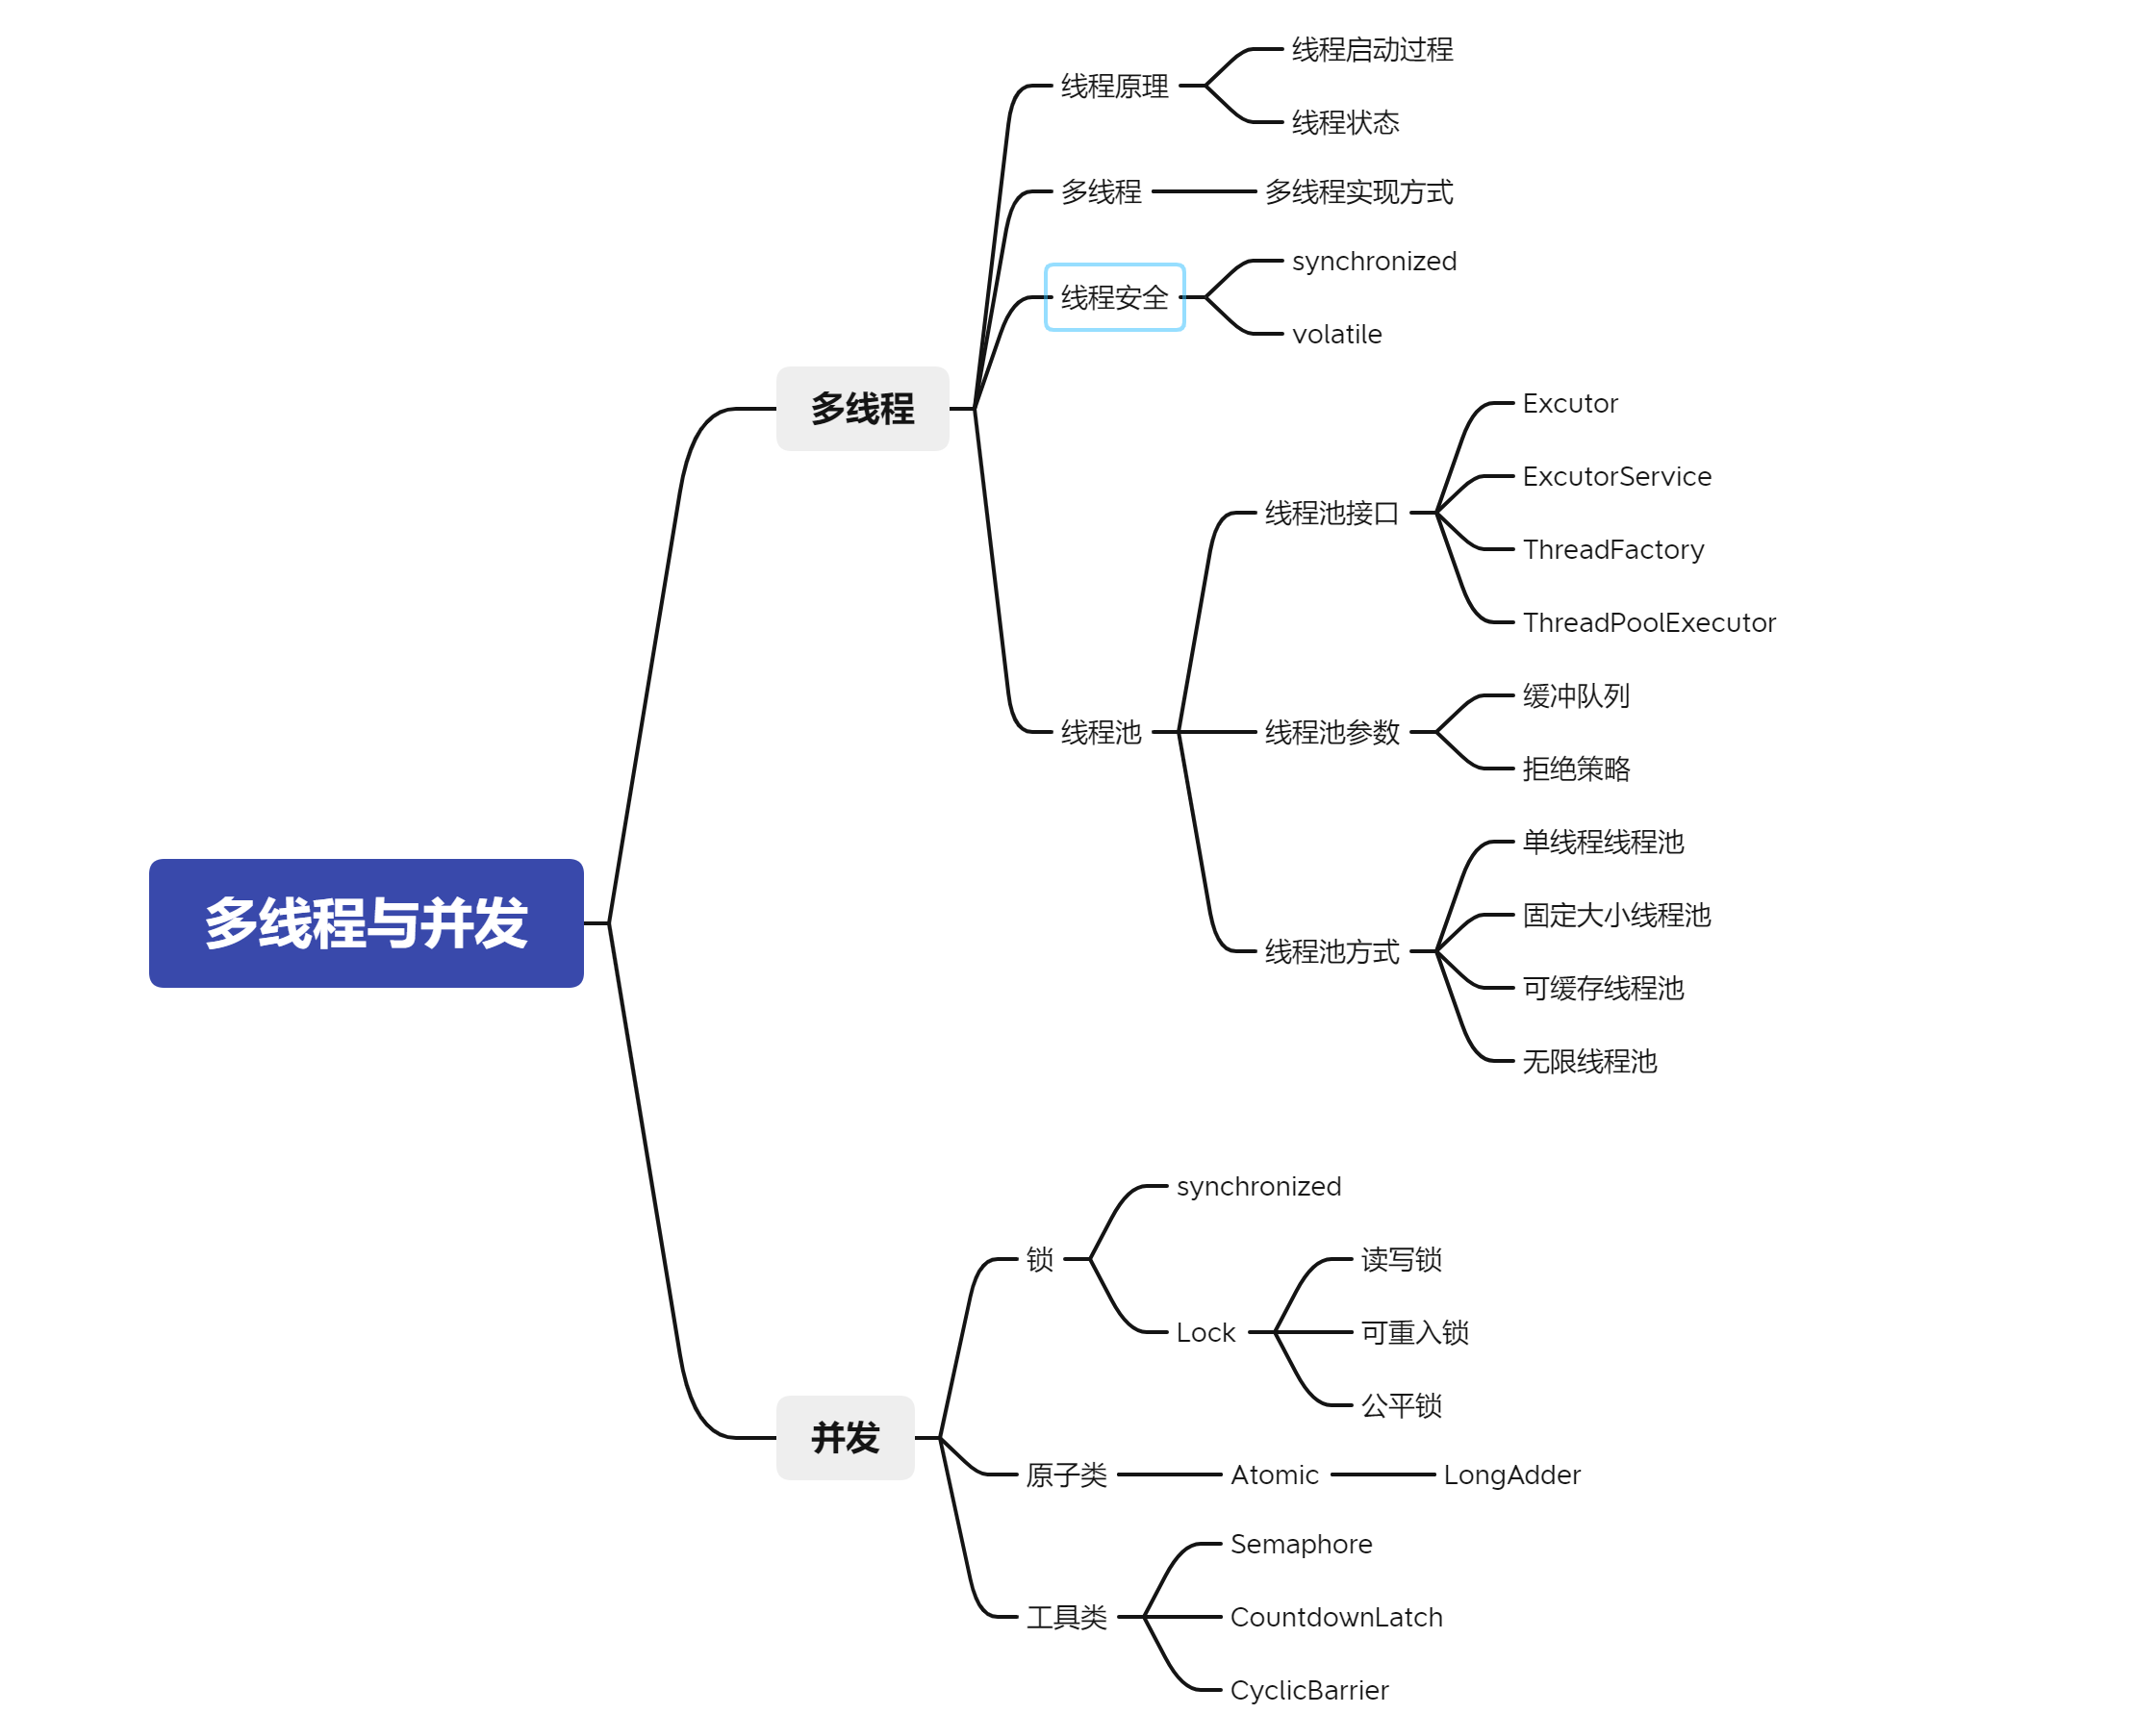 多线程与并发
多线程
线程原理
线程启动过程
线程状态
多线程
多线程实现方式
线程安全
synchronized
volatile
线程池
线程池接口
Excutor
ExcutorService
ThreadFactory
ThreadPoolExecutor
线程池参数
缓冲队列
拒绝策略
线程池方式
单线程线程池
固定大小线程池
可缓存线程池
无限线程池
并发
锁
synchronized
Lock
读写锁
可重入锁
公平锁
原子类
Atomic
LongAdder
工具类
Semaphore
CountdownLatch
CyclicBarrier